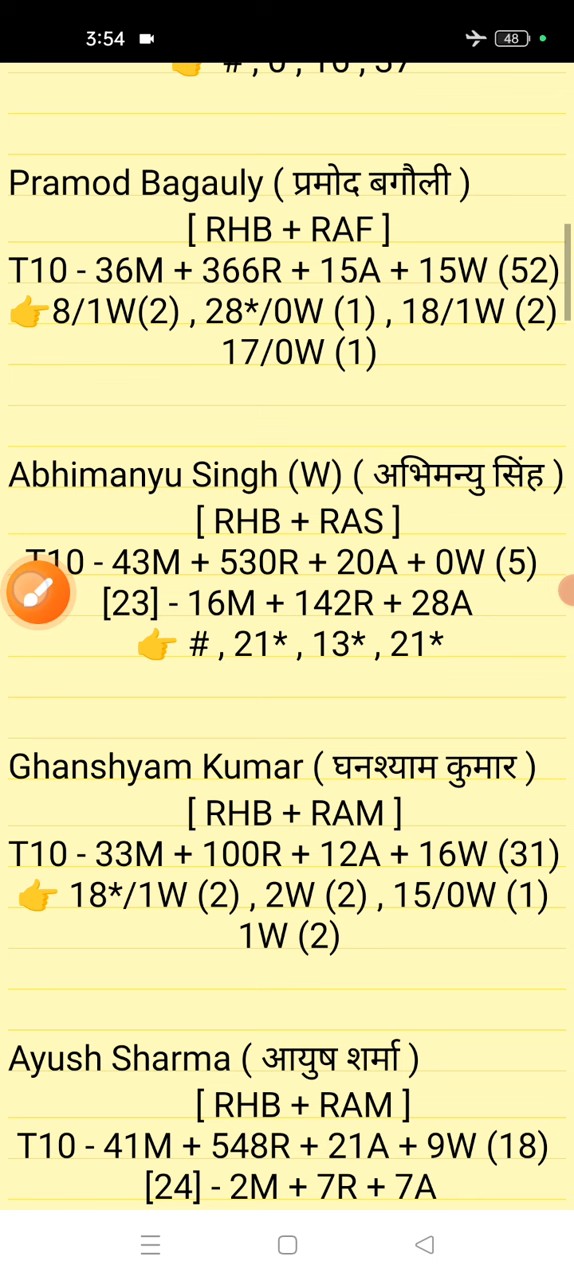 3:54
48
👉 # , 0 , 10 , 37
Pramod Bagauly ( प्रमोद बगौली )
[ RHB + RAF ]
T10 - 36M + 366R + 15A + 15W (52)
👉8/1W(2) , 28*/0W (1) , 18/1W (2)
17/0W (1)
Abhimanyu Singh (W) ( अभिमन्यु सिंह )
[ RHB + RAS ]
T10 - 43M + 530R + 20A + 0W (5)
[23] - 16M + 142R + 28A
👉 # , 21* , 13* , 21*
Ghanshyam Kumar ( घनश्याम कुमार )
[ RHB + RAM ]
T10 - 33M + 100R + 12A + 16W (31)
👉 18*/1W (2) , 2W (2) , 15/0W (1)
1W (2)
Ayush Sharma ( आयुष शर्मा )
[ RHB + RAM ]
T10 - 41M + 548R + 21A + 9W (18)
[24] - 2M + 7R + 7A